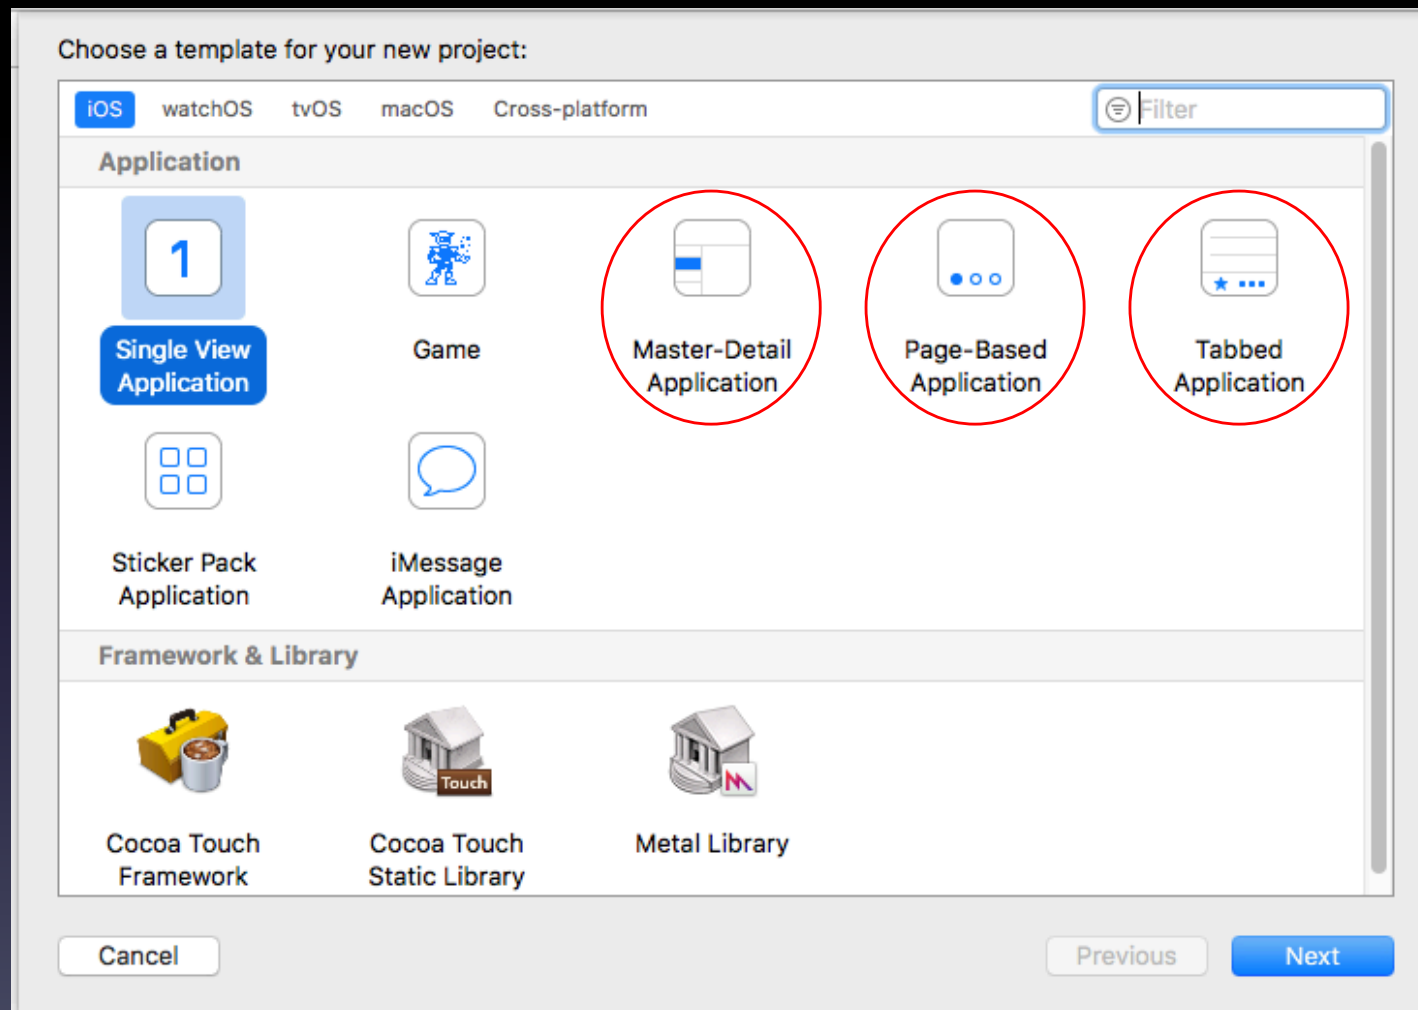 Choose a template for your new project:
iOS watchOS tvOS macOS Cross-platform Filter
Application
1
Single View Application
Game
Master-Detail Application
Page-Based Application
Tabbed Application
Sticker Pack Application
iMessage Application
Framework & Library
Touch
Cocoa Touch Framework
Cocoa Touch Static Library
Metal Library
Cancel Previous Next